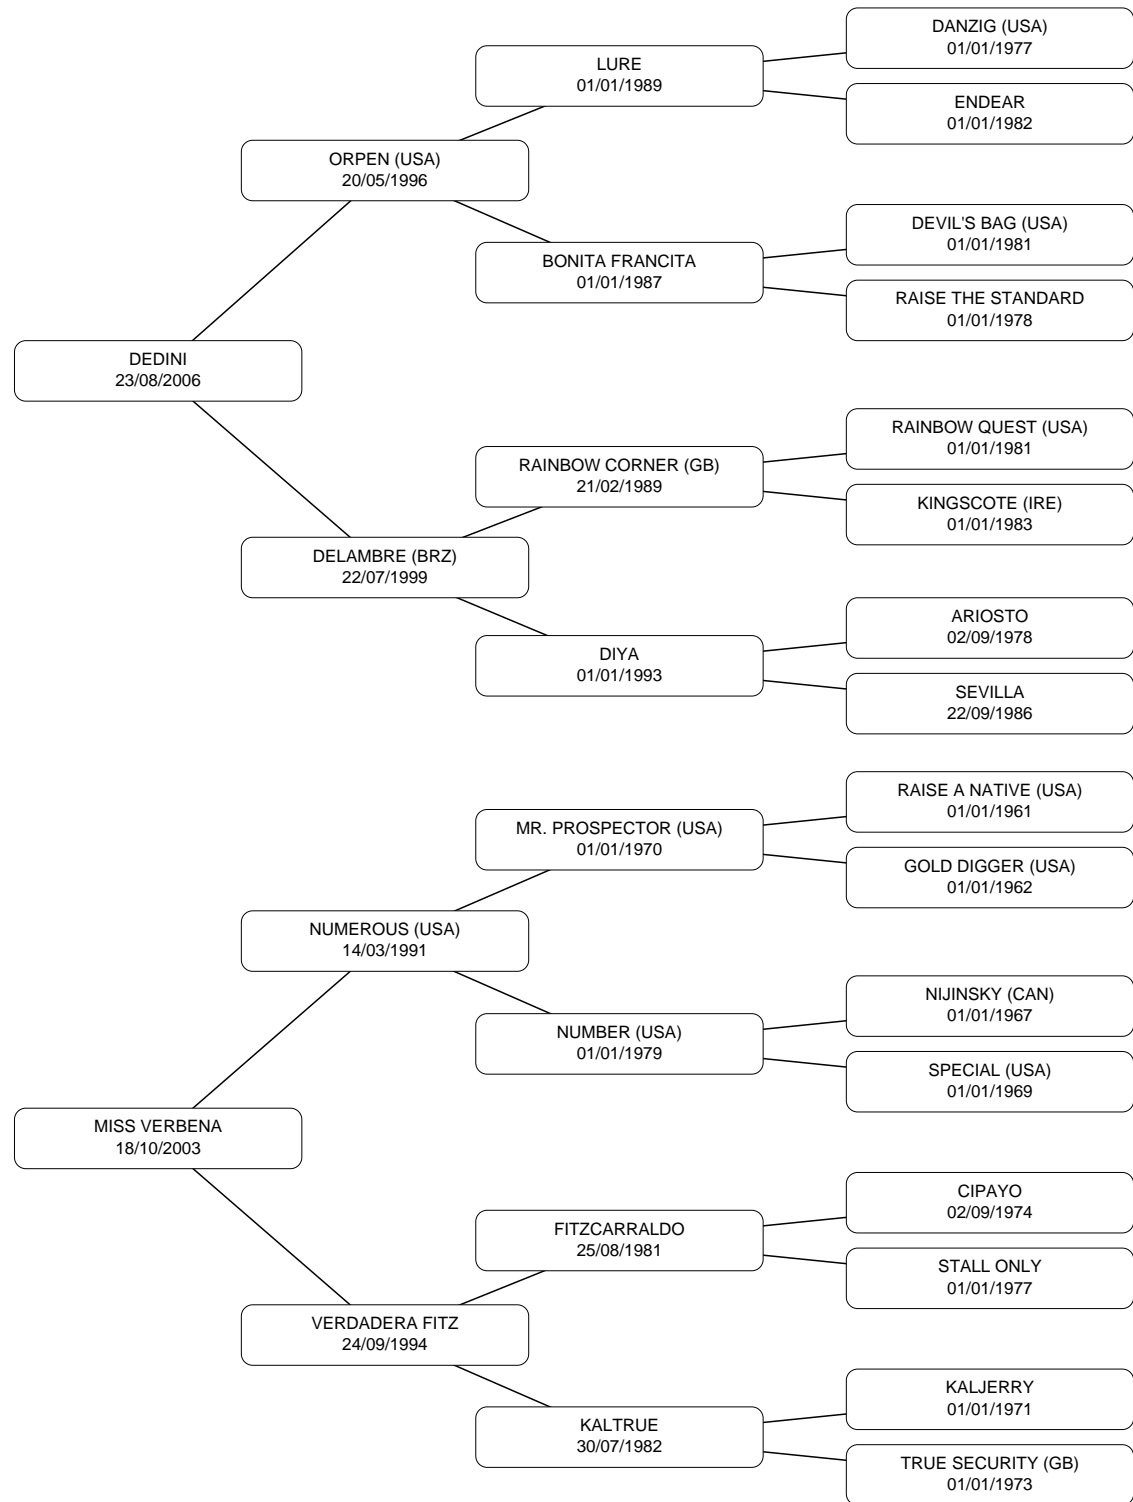 DANZIG (USA)
01/01/1977
LURE
01/01/1989
ENDEAR
01/01/1982
ORPEN (USA)
20/05/1996
DEVIL'S BAG (USA)
01/01/1981
BONITA FRANCITA
01/01/1987
RAISE THE STANDARD
01/01/1978
DEDINI
23/08/2006
RAINBOW QUEST (USA)
01/01/1981
RAINBOW CORNER (GB)
21/02/1989
KINGSCOTE (IRE)
01/01/1983
DELAMBRE (BRZ)
22/07/1999
ARIOSTO
02/09/1978
DIYA
01/01/1993
SEVILLA
22/09/1986
RAISE A NATIVE (USA)
01/01/1961
MR. PROSPECTOR (USA)
01/01/1970
GOLD DIGGER (USA)
01/01/1962
NUMEROUS (USA)
14/03/1991
NIJINSKY (CAN)
01/01/1967
NUMBER (USA)
01/01/1979
SPECIAL (USA)
01/01/1969
MISS VERBENA
18/10/2003
CIPAYO
02/09/1974
FITZCARRALDO
25/08/1981
STALL ONLY
01/01/1977
VERDADERA FITZ
24/09/1994
KALJERRY
01/01/1971
KALTRUE
30/07/1982
TRUE SECURITY (GB)
01/01/1973